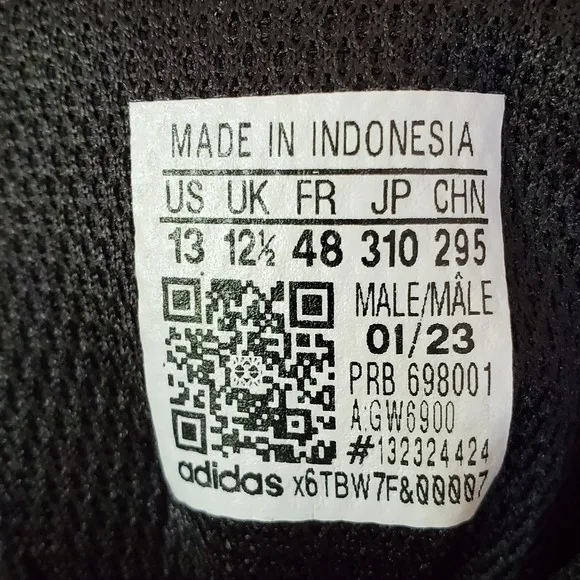 MADE IN INDONESIA
US UK FR JP CHN
13 12½ 48 310 295
MALE/MÂLE
01/23
PRB 698001
A:GW6900
#132324424
adidas x6TBW7F&00007